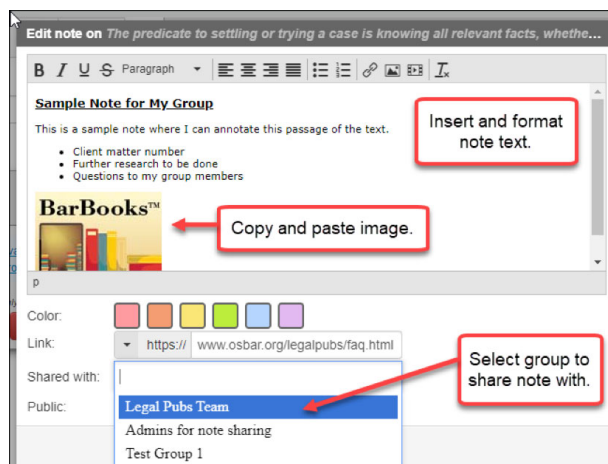 Edit note on The predicate to settling or trying a case is knowing all relevant facts, whethe...
B I U S Paragraph
Sample Note for My Group
This is a sample note where I can annotate this passage of the text.
Insert and format
note text.
• Client matter number
• Further research to be done
• Questions to my group members
BarBooks™
Copy and paste image.
p
Color:
Link: https:// www.osbar.org/legalpubs/faq.html
Shared with:
Select group to
share note with.
Public:
Legal Pubs Team
Admins for note sharing
Test Group 1